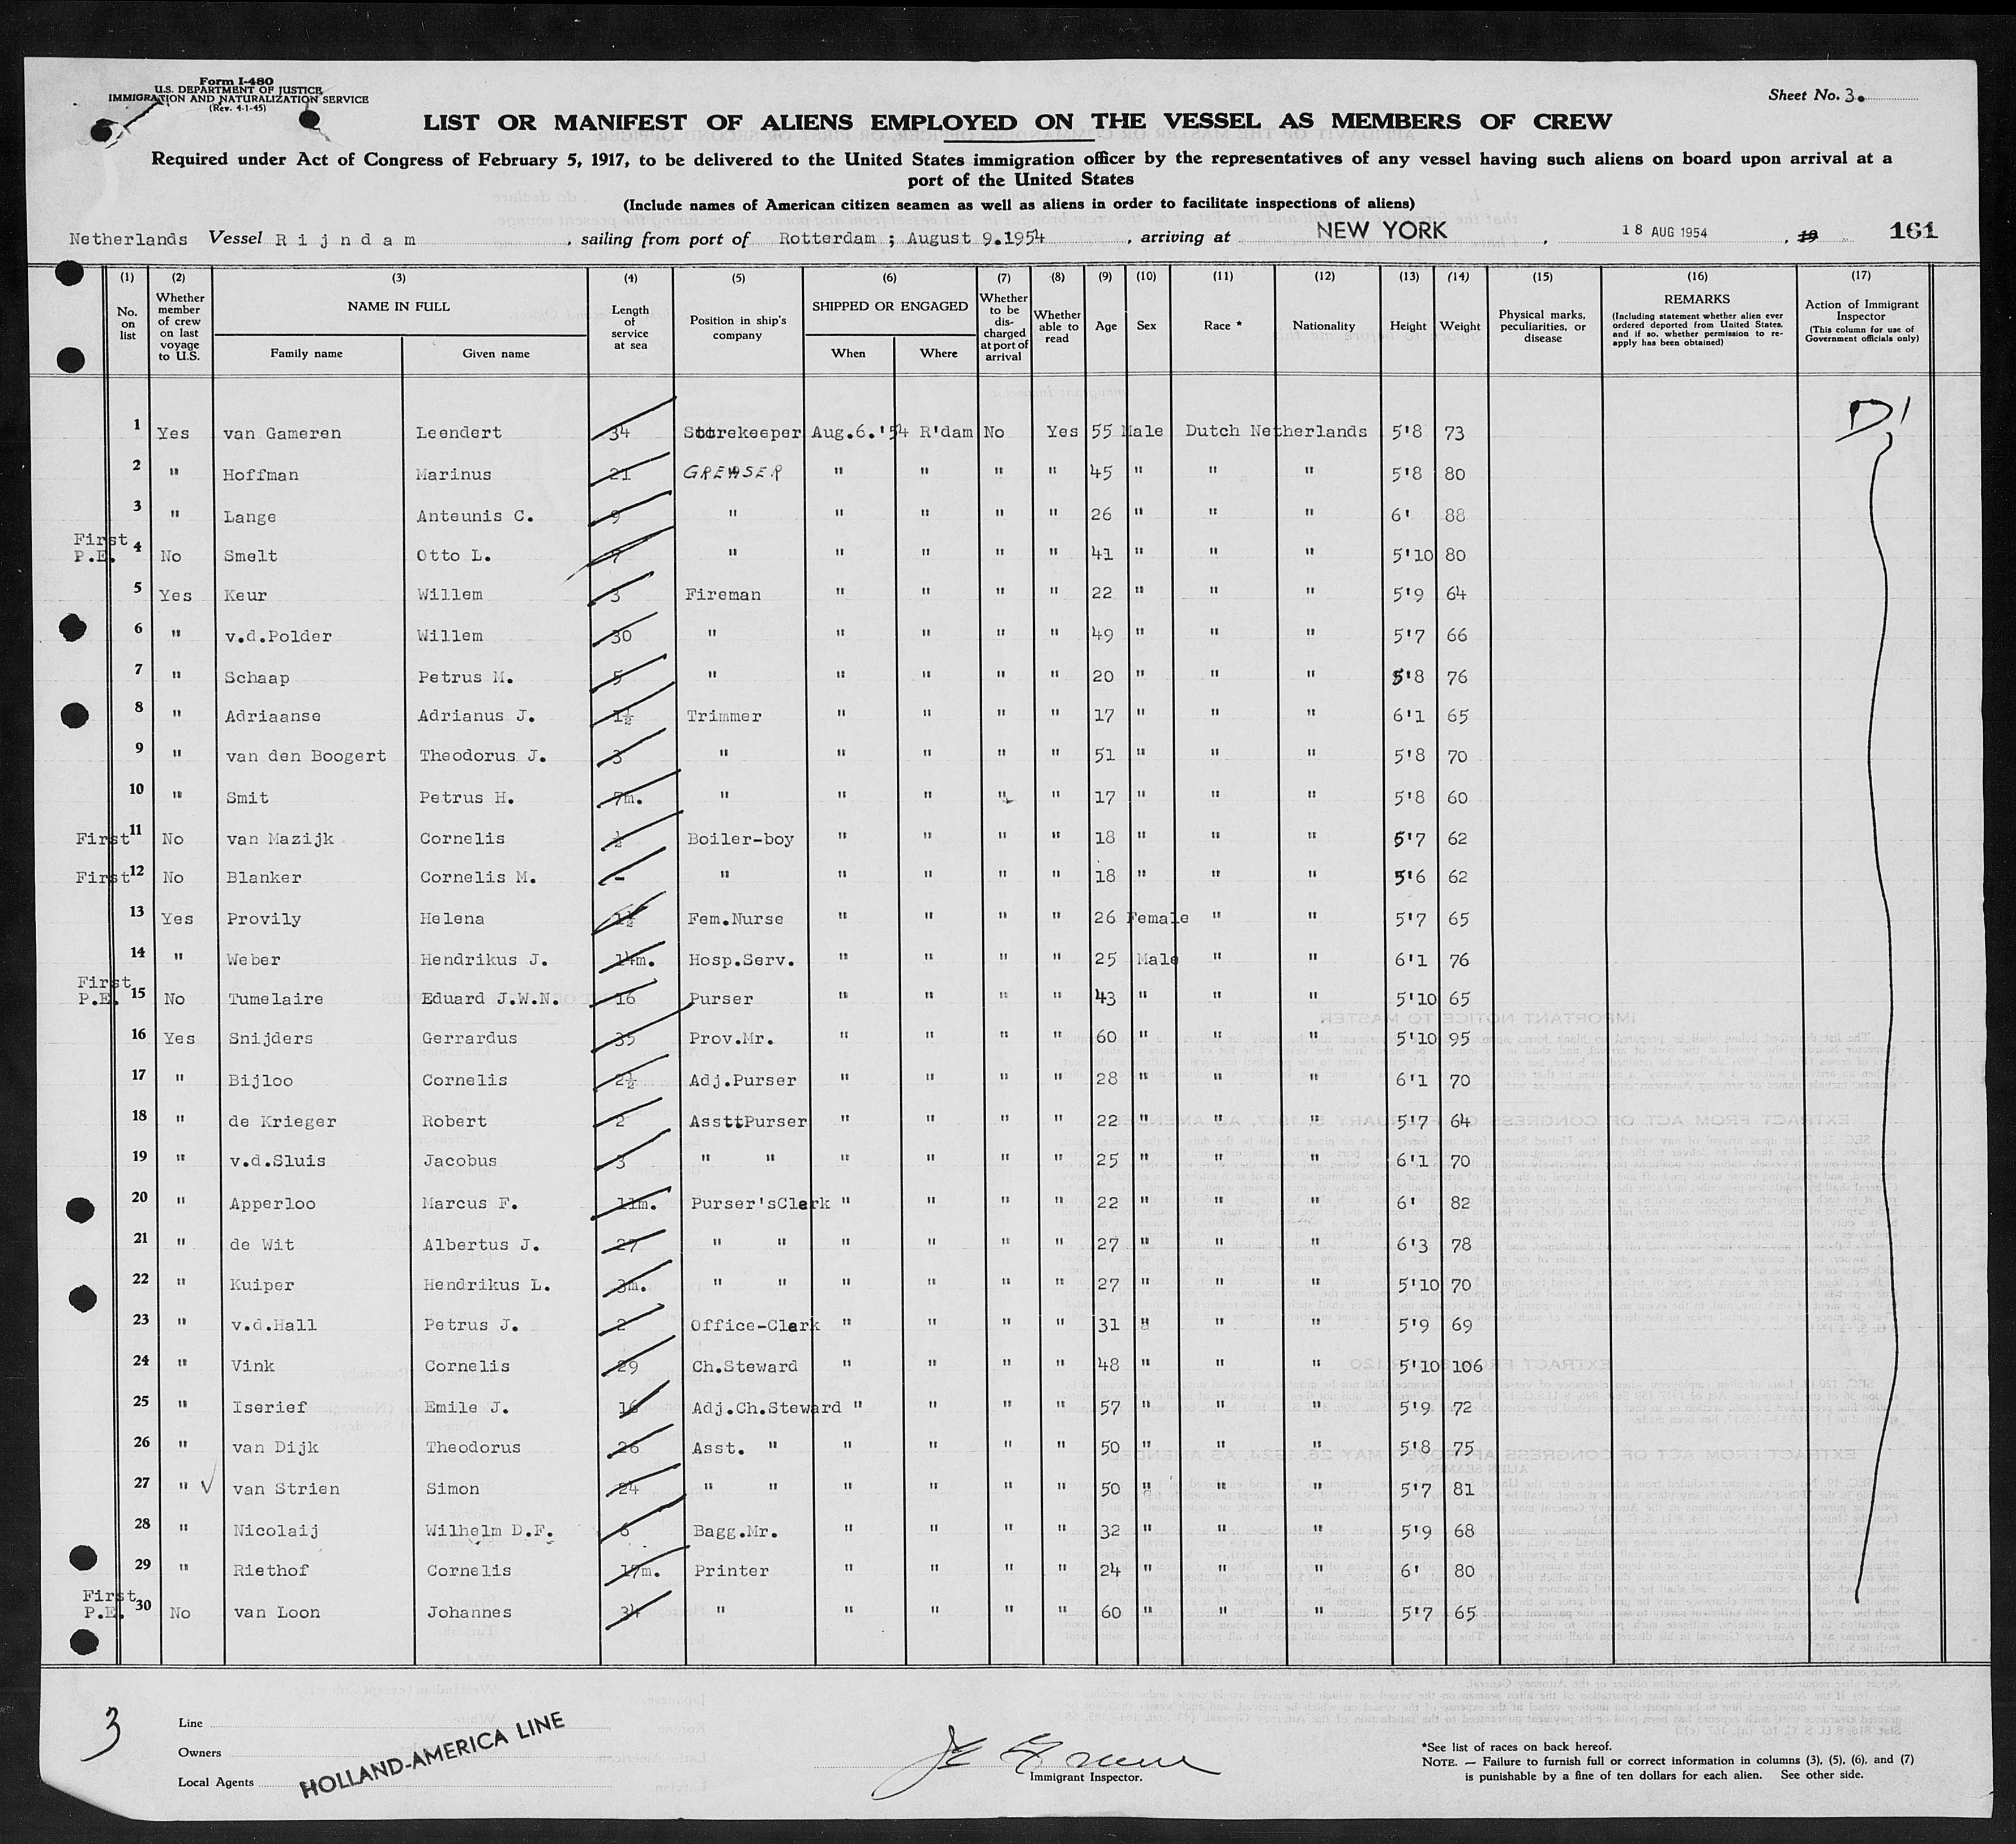 Form I-480
U.S. DEPARTMENT OF JUSTICE
IMMIGRATION AND NATURALIZATION SERVICE
(Rev. 4-1-45)
Sheet No. 3.
LIST OR MANIFEST OF ALIENS EMPLOYED ON THE VESSEL AS MEMBERS OF CREW
Required under Act of Congress of February 5, 1917, to be delivered to the United States immigration officer by the representatives of any vessel having such aliens on board upon arrival at a
port of the United States
(Include names of American citizen seamen as well as aliens in order to facilitate inspections of aliens)
Netherlands Vessel Rijndam, sailing from port of Rotterdam ; August 9.1954, arriving at NEW YORK, 18 AUG 1954, 19 161
(1) (2) (3) (4) (5) (6) (7) (8) (9) (10) (11) (12) (13) (14) (15) (16) (17)
No. on list
Whether member of crew on last voyage to U.S.
NAME IN FULL
Family name
Given name
Length of service at sea
Position in ship's company
SHIPPED OR ENGAGED
When
Where
Whether to be discharged at port of arrival
Whether able to read
Age
Sex
Race *
Nationality
Height
Weight
Physical marks, peculiarities, or disease
REMARKS
(Including statement whether alien ever ordered deported from United States, and if so, whether permission to re-apply has been obtained)
Action of Immigrant Inspector
(This column for use of Government officials only)
1 Yes van Gameren Leendert 34 Storekeeper Aug.6.'54 R'dam No Yes 55 Male Dutch Netherlands 5'8 73
2 " Hoffman Marinus 21 GREASER " " " " 45 " " " 5'8 80
3 " Lange Anteunis C. 9 " " " " " 26 " " " 6' 88
First P.E. 4 No Smelt Otto L. 7 " " " " " 41 " " " 5'10 80
5 Yes Keur Willem 3 Fireman " " " " 22 " " " 5'9 64
6 " v.d.Polder Willem 30 " " " " " 49 " " " 5'7 66
7 " Schaap Petrus M. 5 " " " " " 20 " " " 5'8 76
8 " Adriaanse Adrianus J. 1½ Trimmer " " " " 17 " " " 6'1 65
9 " van den Boogert Theodorus J. 3 " " " " " 51 " " " 5'8 70
10 " Smit Petrus H. 7m. " " " " " 17 " " " 5'8 60
First 11 No van Mazijk Cornelis ½ Boiler-boy " " " " 18 " " " 5'7 62
First 12 No Blanker Cornelis M. - " " " " " 18 " " " 5'6 62
13 Yes Provily Helena 1½ Fem.Nurse " " " " 26 Female " " 5'7 65
14 " Weber Hendrikus J. 14m. Hosp.Serv. " " " " 25 Male " " 6'1 76
First P.E. 15 No Tumelaire Eduard J.W.N. 16 Purser " " " " 43 " " " 5'10 65
16 Yes Snijders Gerrardus 35 Prov.Mr. " " " " 60 " " " 5'10 95
17 " Bijloo Cornelis 2½ Adj.Purser " " " " 28 " " " 6'1 70
18 " de Krieger Robert 2 AssttPurser " " " " 22 " " " 5'7 64
19 " v.d.Sluis Jacobus 3 " " " " " " 25 " " " 6'1 70
20 " Apperloo Marcus F. 11m. Purser'sClerk " " " " 22 " " " 6' 82
21 " de Wit Albertus J. 27 " " " " " " 27 " " " 6'3 78
22 " Kuiper Hendrikus L. 3m. " " " " " " 27 " " " 5'10 70
23 " v.d.Hall Petrus J. 2 Office-Clerk " " " " 31 " " " 5'9 69
24 " Vink Cornelis 29 Ch.Steward " " " " 48 " " " 5'10 106
25 " Iserief Emile J. 16 Adj.Ch.Steward " " " " 57 " " " 5'9 72
26 " van Dijk Theodorus 26 Asst. " " " " " 50 " " " 5'8 75
27 " √ van Strien Simon 24 " " " " " " 50 " " " 5'7 81
28 " Nicolaij Wilhelm D.F. 6 Bagg.Mr. " " " " 32 " " " 5'9 68
29 " Riethof Cornelis 17m. Printer " " " " 24 " " " 6' 80
First P.E. 30 No van Loon Johannes 34 " " " " " 60 " " " 5'7 65
3
Line
Owners
Local Agents
HOLLAND-AMERICA LINE
Immigrant Inspector.
*See list of races on back hereof.
NOTE. — Failure to furnish full or correct information in columns (3), (5), (6), and (7)
is punishable by a fine of ten dollars for each alien. See other side.